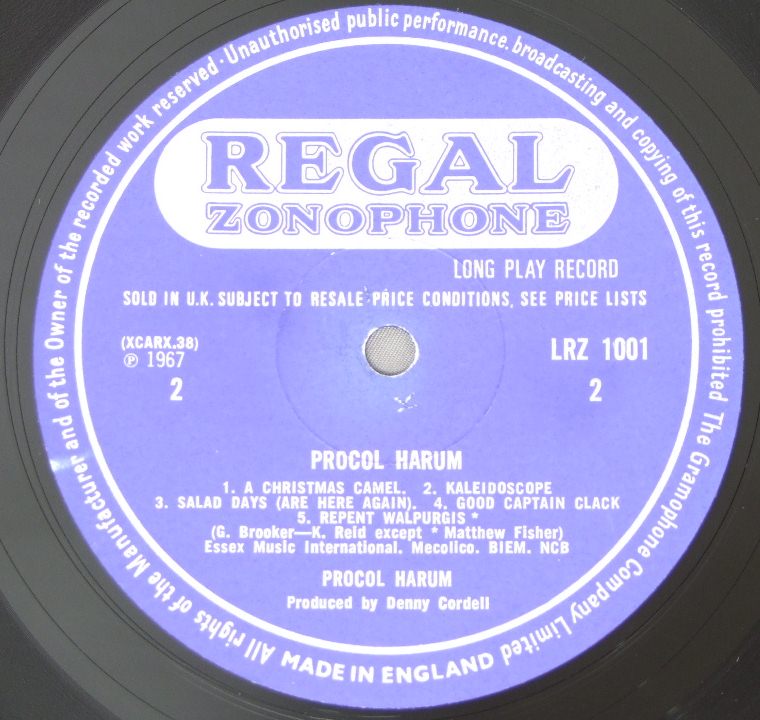 All rights of the Manufacturer and of the Owner of the recorded work reserved · Unauthorised public performance, broadcasting and copying of this record prohibited The Gramophone Company Limited
REGAL
ZONOPHONE
LONG PLAY RECORD
SOLD IN U.K. SUBJECT TO RESALE PRICE CONDITIONS, SEE PRICE LISTS
(XCARX.38)
℗ 1967
2
LRZ 1001
2
PROCOL HARUM
1. A CHRISTMAS CAMEL. 2. KALEIDOSCOPE
3. SALAD DAYS (ARE HERE AGAIN). 4. GOOD CAPTAIN CLACK
5. REPENT WALPURGIS *
(G. Brooker—K. Reid except * Matthew Fisher)
Essex Music International. Mecolico. BIEM. NCB
PROCOL HARUM
Produced by Denny Cordell
MADE IN ENGLAND